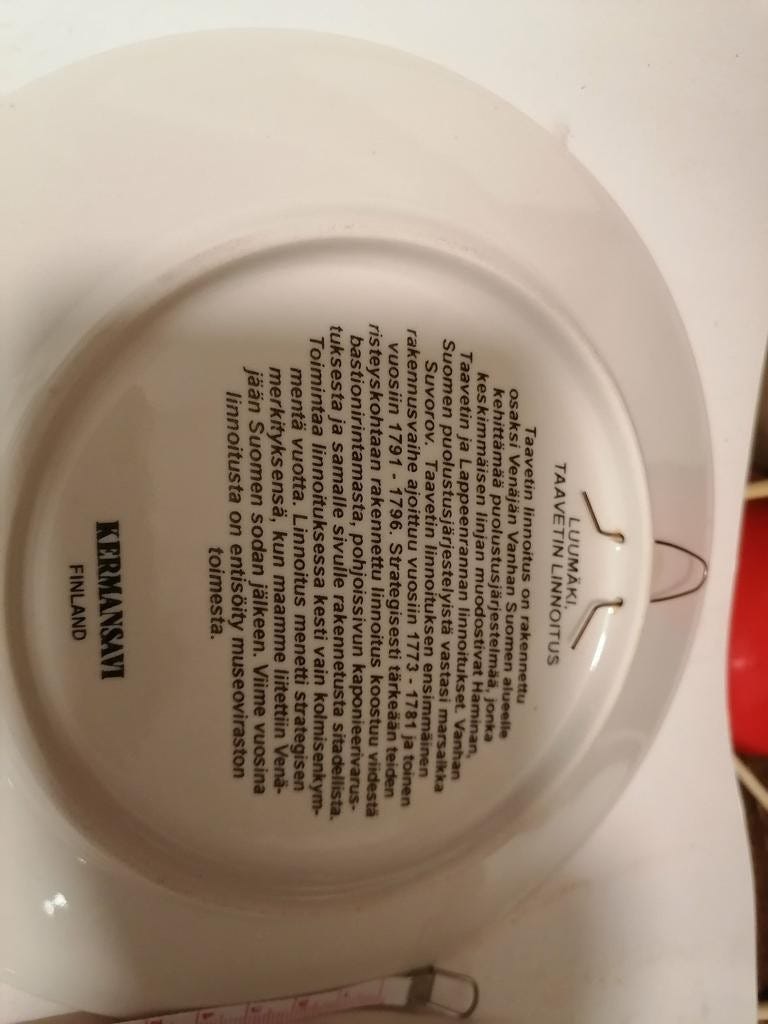 LUUMÄKI,
TAAVETIN LINNOITUS
Taavetin linnoitus on rakennettu
osaksi Venäjän Vanhan Suomen alueelle
kehittämää puolustusjärjestelmää, jonka
keskimmäisen linjan muodostivat Haminan,
Taavetin ja Lappeenrannan linnoitukset. Vanhan
Suomen puolustusjärjestelyistä vastasi marsalkka
Suvorov. Taavetin linnoituksen ensimmäinen
rakennusvaihe ajoittuu vuosiin 1773 - 1781 ja toinen
vuosiin 1791 - 1796. Strategisesti tärkeään teiden
risteyskohtaan rakennettu linnoitus koostuu viidestä
bastionirintamasta, pohjoissivun kaponieerivarus-
tuksesta ja samalle sivulle rakennetusta sitadellista.
Toimintaa linnoituksessa kesti vain kolmisenkym-
mentä vuotta. Linnoitus menetti strategisen
merkityksensä, kun maamme liitettiin Venä-
jään Suomen sodan jälkeen. Viime vuosina
linnoitusta on entisöity museoviraston
toimesta.
KERMANSAVI
FINLAND